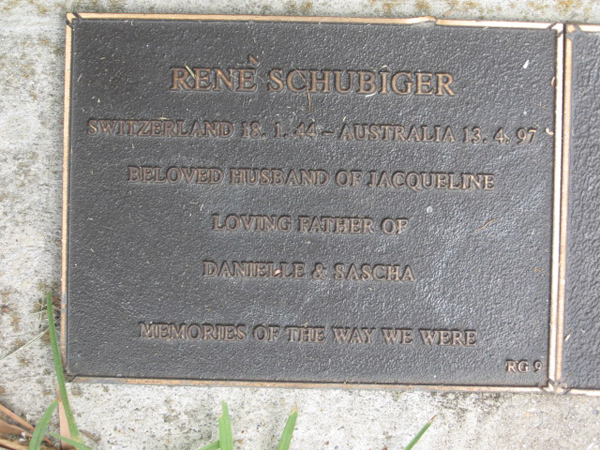 RENÈ SCHUBIGER
SWITZERLAND 18. 1. 44 – AUSTRALIA 13. 4. 97
BELOVED HUSBAND OF JACQUELINE
LOVING FATHER OF
DANIELLE & SASCHA
MEMORIES OF THE WAY WE WERE
RG 9